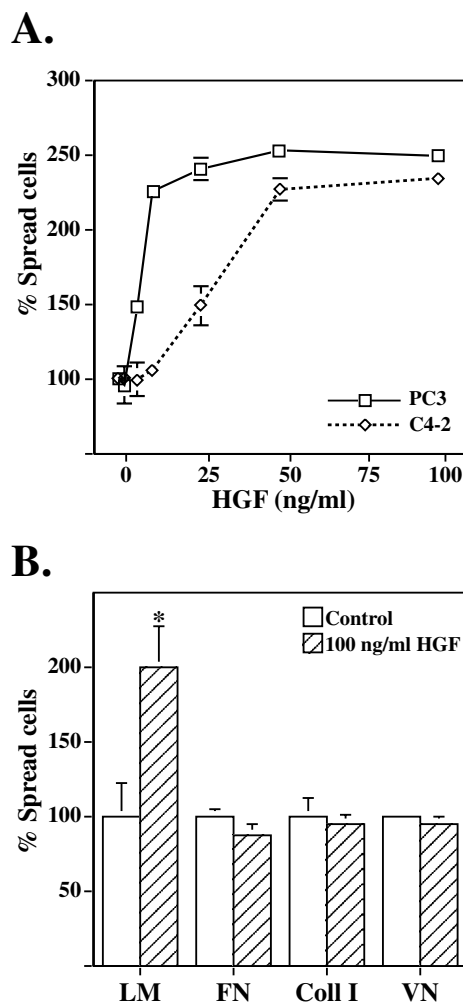 A.
300
250
200
150
100
% Spread cells
PC3
C4-2
0 25 50 75 100
HGF (ng/ml)
B.
*
Control
100 ng/ml HGF
200
150
100
50
% Spread cells
LM FN Coll I VN